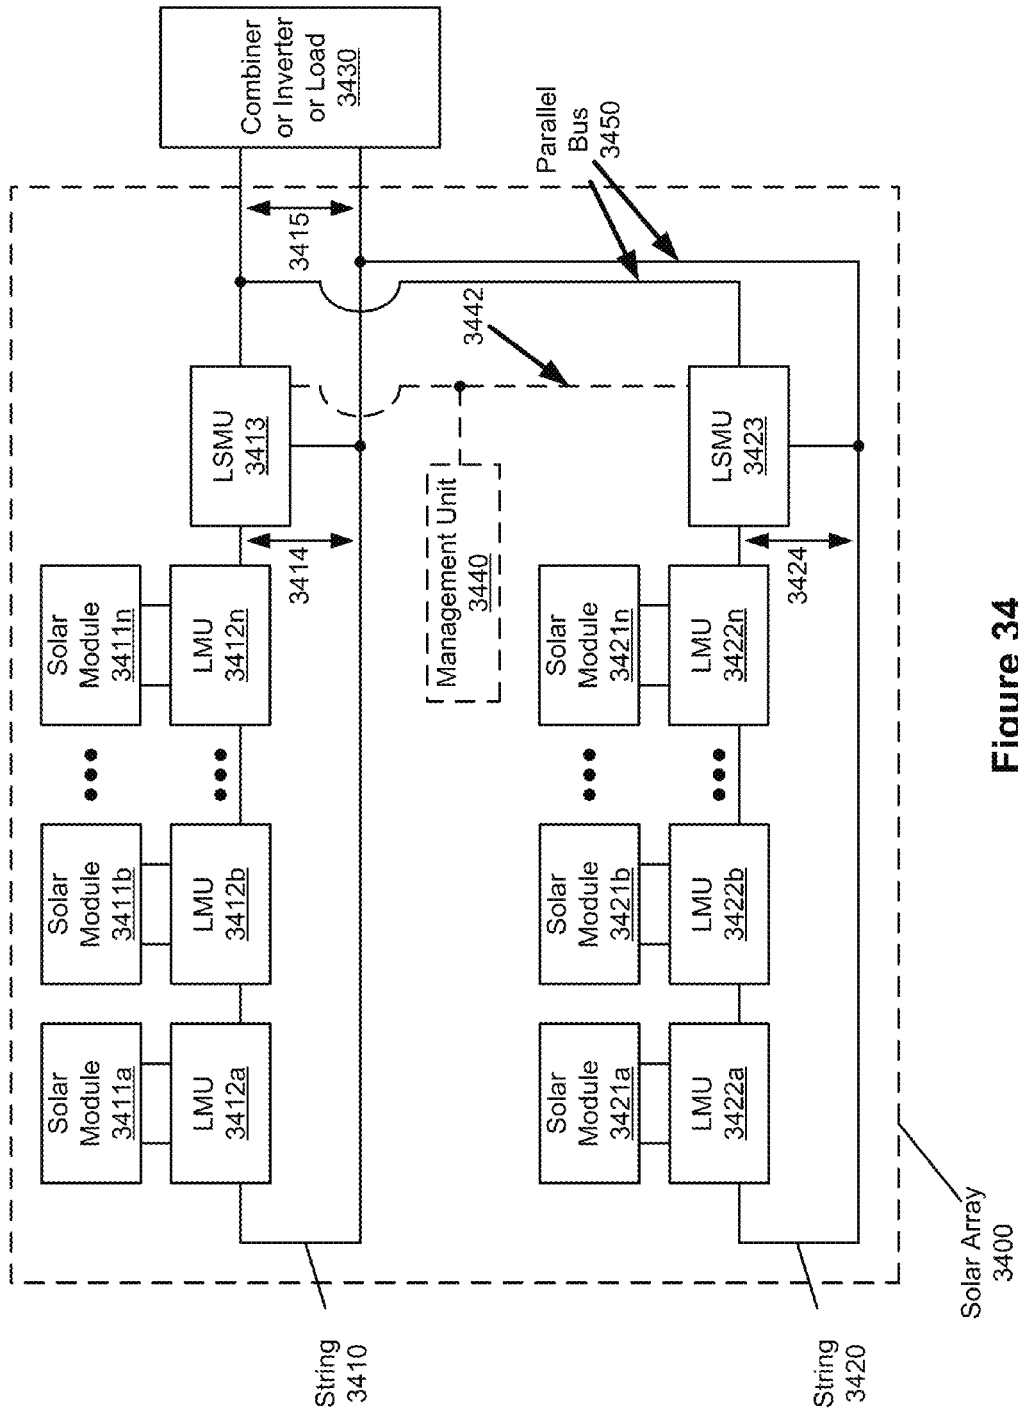 Solar
Module
3411a
Solar
Module
3411b
Solar
Module
3411n
LMU
3412a
LMU
3412b
LMU
3412n
LSMU
3413
Combiner
or Inverter
or Load
3430
3414
3415
String
3410
Management Unit
3440
3442
Parallel
Bus
3450
Solar
Module
3421a
Solar
Module
3421b
Solar
Module
3421n
LMU
3422a
LMU
3422b
LMU
3422n
LSMU
3423
3424
String
3420
Solar Array
3400
Figure 34